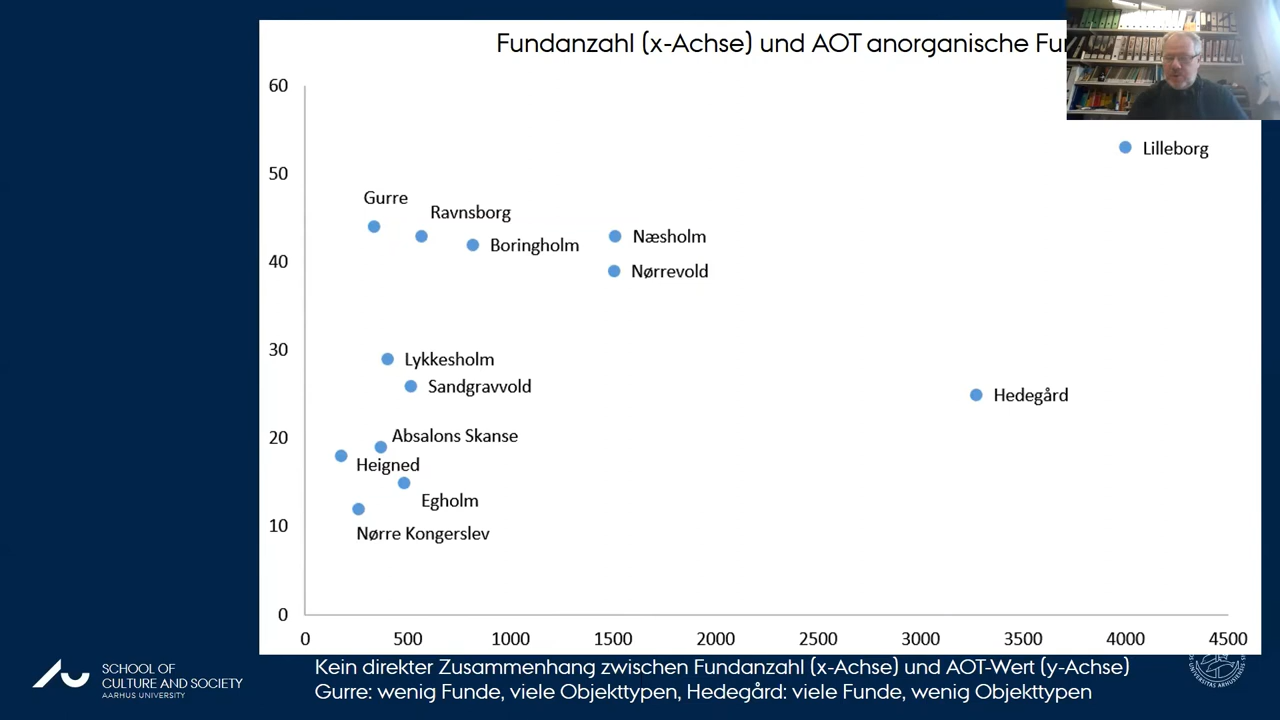 Fundanzahl (x-Achse) und AOT anorganische
60
50
40
30
20
10
0
Lilleborg
Gurre
Ravnsborg
Boringholm
Næsholm
Nørrevold
Lykkesholm
Sandgravvold
Hedegård
Absalons Skanse
Heigned
Egholm
Nørre Kongerslev
0 500 1000 1500 2000 2500 3000 3500 4000 4500
Kein direkter Zusammenhang zwischen Fundanzahl (x-Achse) und AOT-Wert (y-Achse)
Gurre: wenig Funde, viele Objekttypen, Hedegård: viele Funde, wenig Objekttypen
SCHOOL OF
CULTURE AND SOCIETY
AARHUS UNIVERSITY